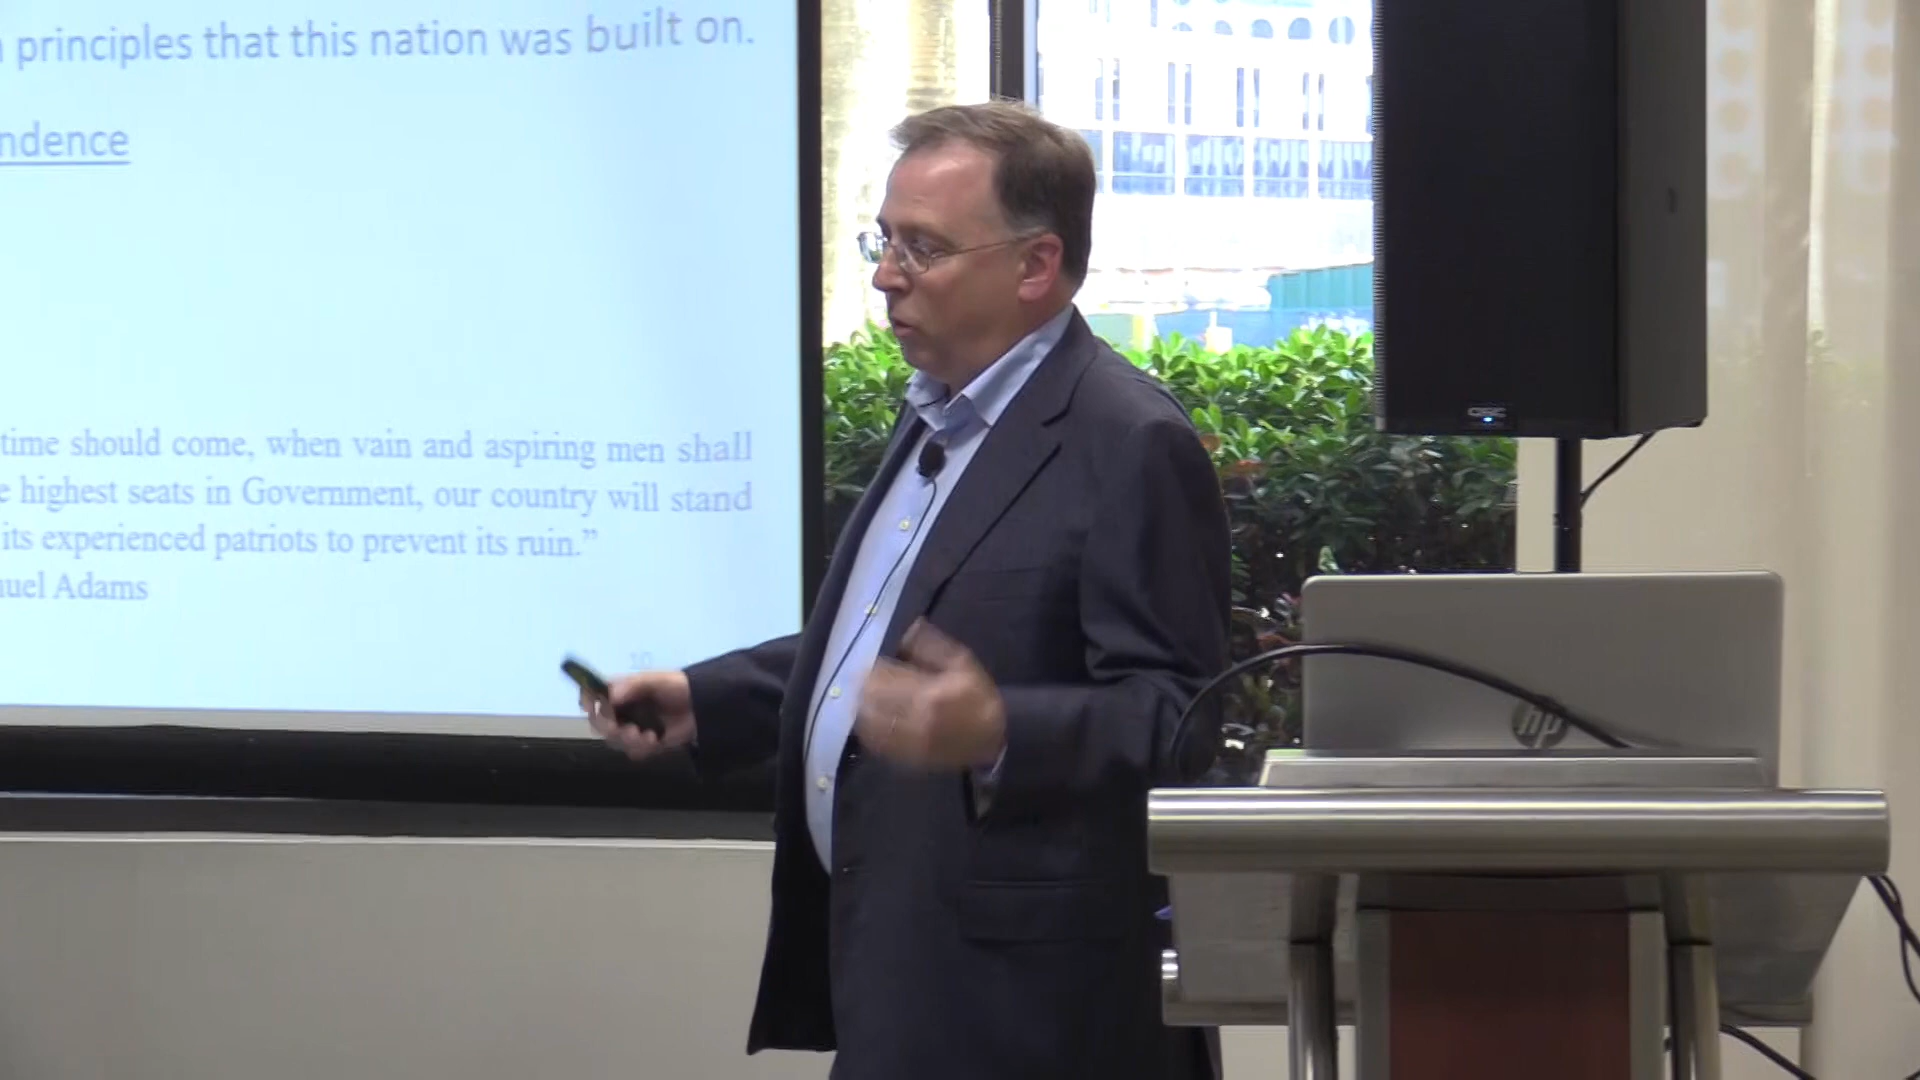 principles that this nation was built on.
ndence
time should come, when vain and aspiring men shall
e highest seats in Government, our country will stand
its experienced patriots to prevent its ruin.”
uel Adams
10
QSC
hp